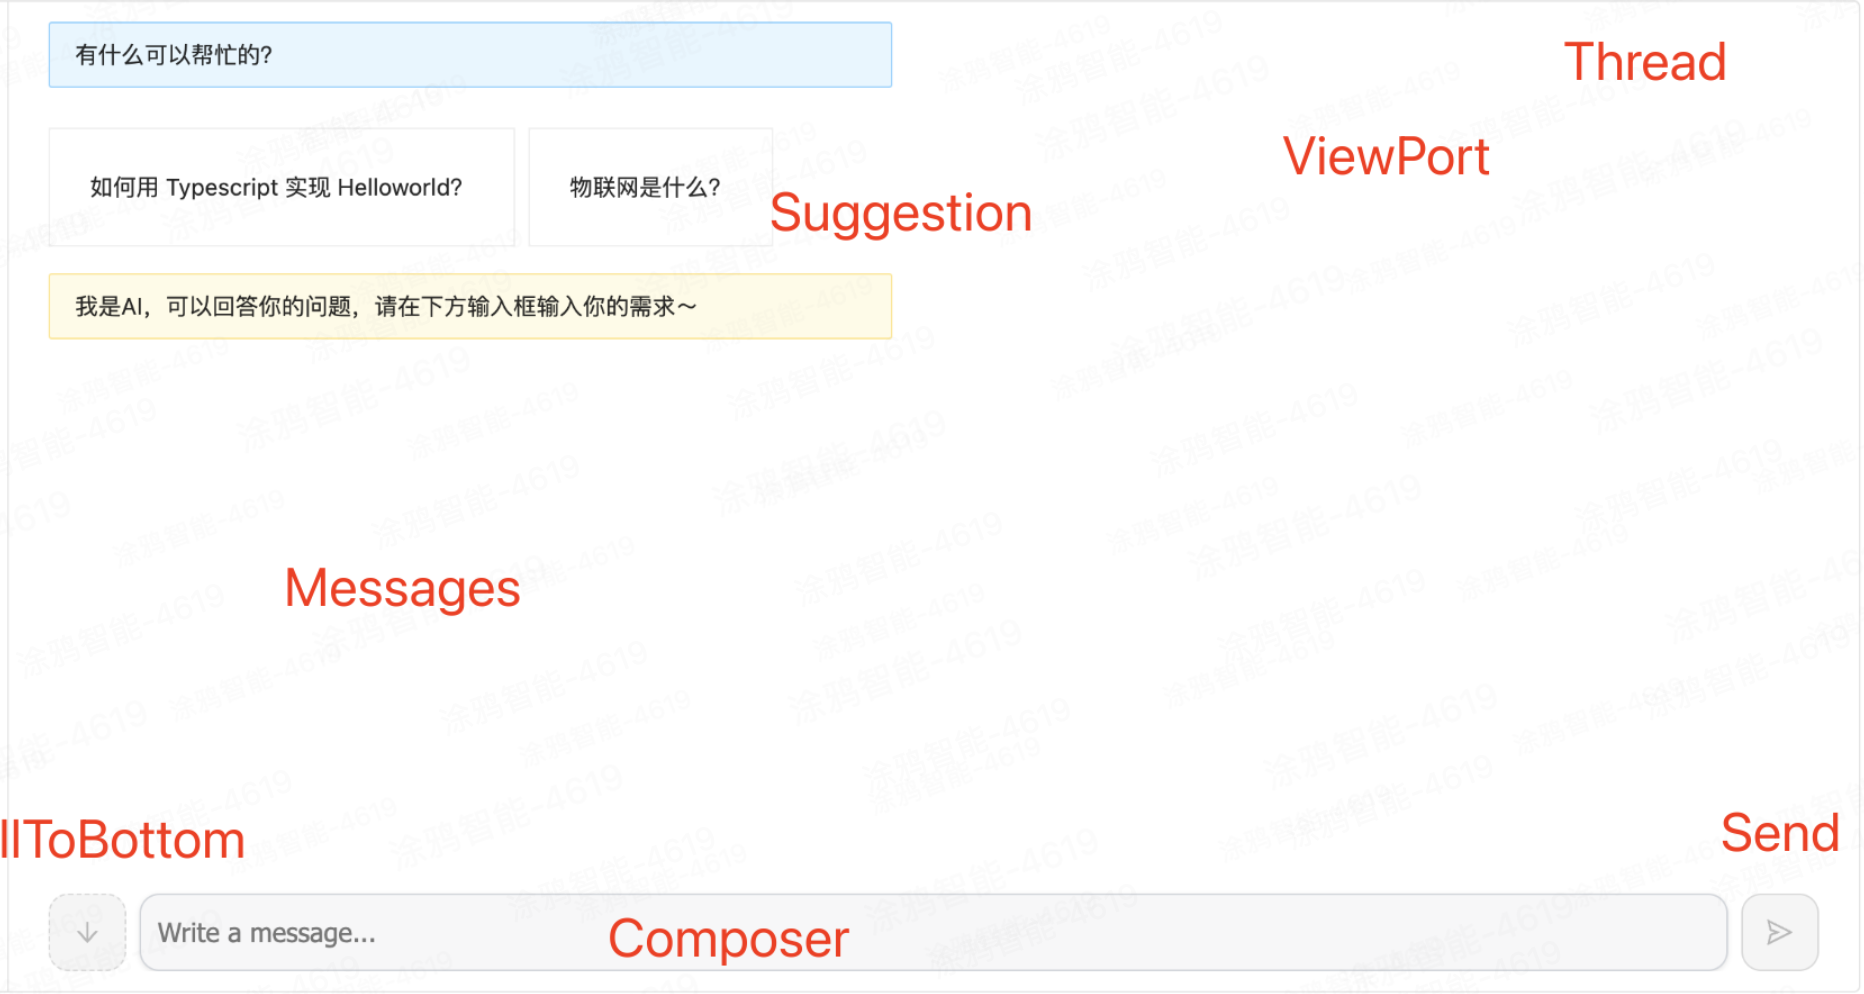 有什么可以帮忙的?
Thread
ViewPort
如何用 Typescript 实现 Helloworld?
物联网是什么?
Suggestion
我是AI，可以回答你的问题，请在下方输入框输入你的需求～
Messages
llToBottom
Send
Write a message...
Composer
涂鸦智能-4619